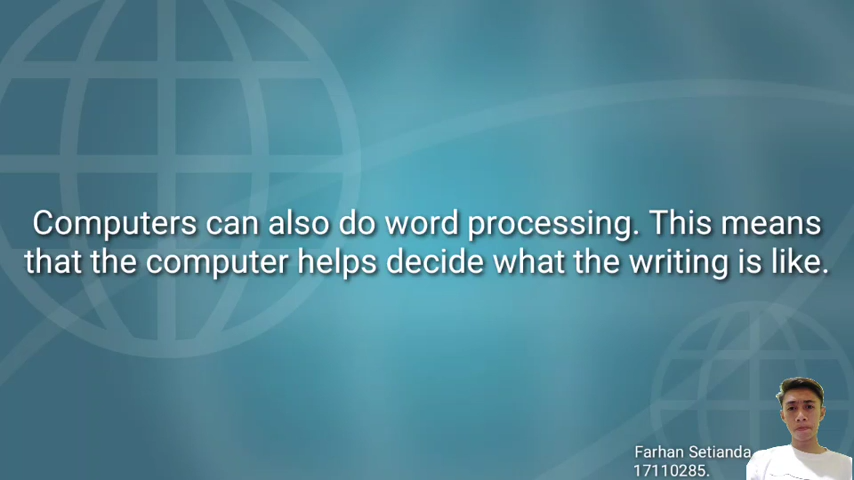 Computers can also do word processing. This means
that the computer helps decide what the writing is like.
Farhan Setianda
17110285.